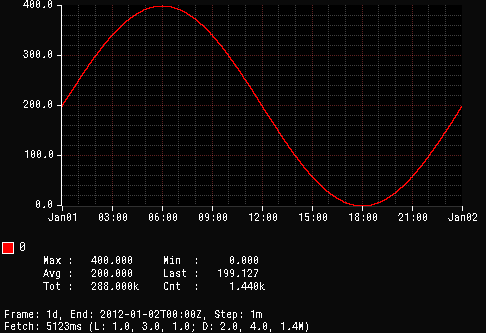 400.0
300.0
200.0
100.0
0.0
Jan01 03:00 06:00 09:00 12:00 15:00 18:00 21:00 Jan02
0
Max : 400.000 Min : 0.000
Avg : 200.000 Last : 199.127
Tot : 288.000k Cnt : 1.440k
Frame: 1d, End: 2012-01-02T00:00Z, Step: 1m
Fetch: 5123ms (L: 1.0, 3.0, 1.0; D: 2.0, 4.0, 1.4M)